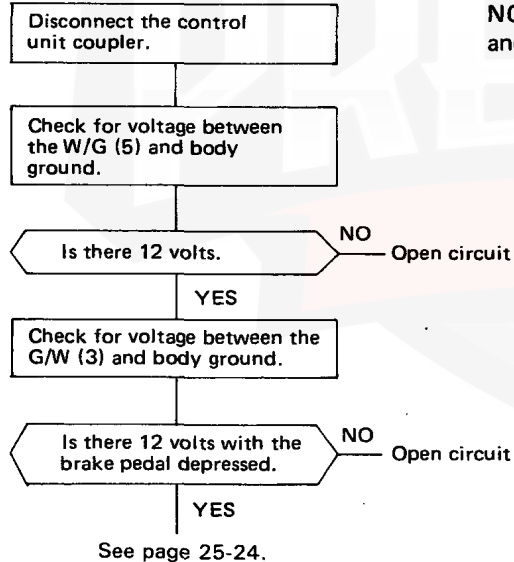 Disconnect the control
unit coupler.
NO
an
Check for voltage between
the W/G (5) and body
ground.
Is there 12 volts.
NO
Open circuit
YES
Check for voltage between the
G/W (3) and body ground.
Is there 12 volts with the
brake pedal depressed.
NO
Open circuit
YES
See page 25-24.